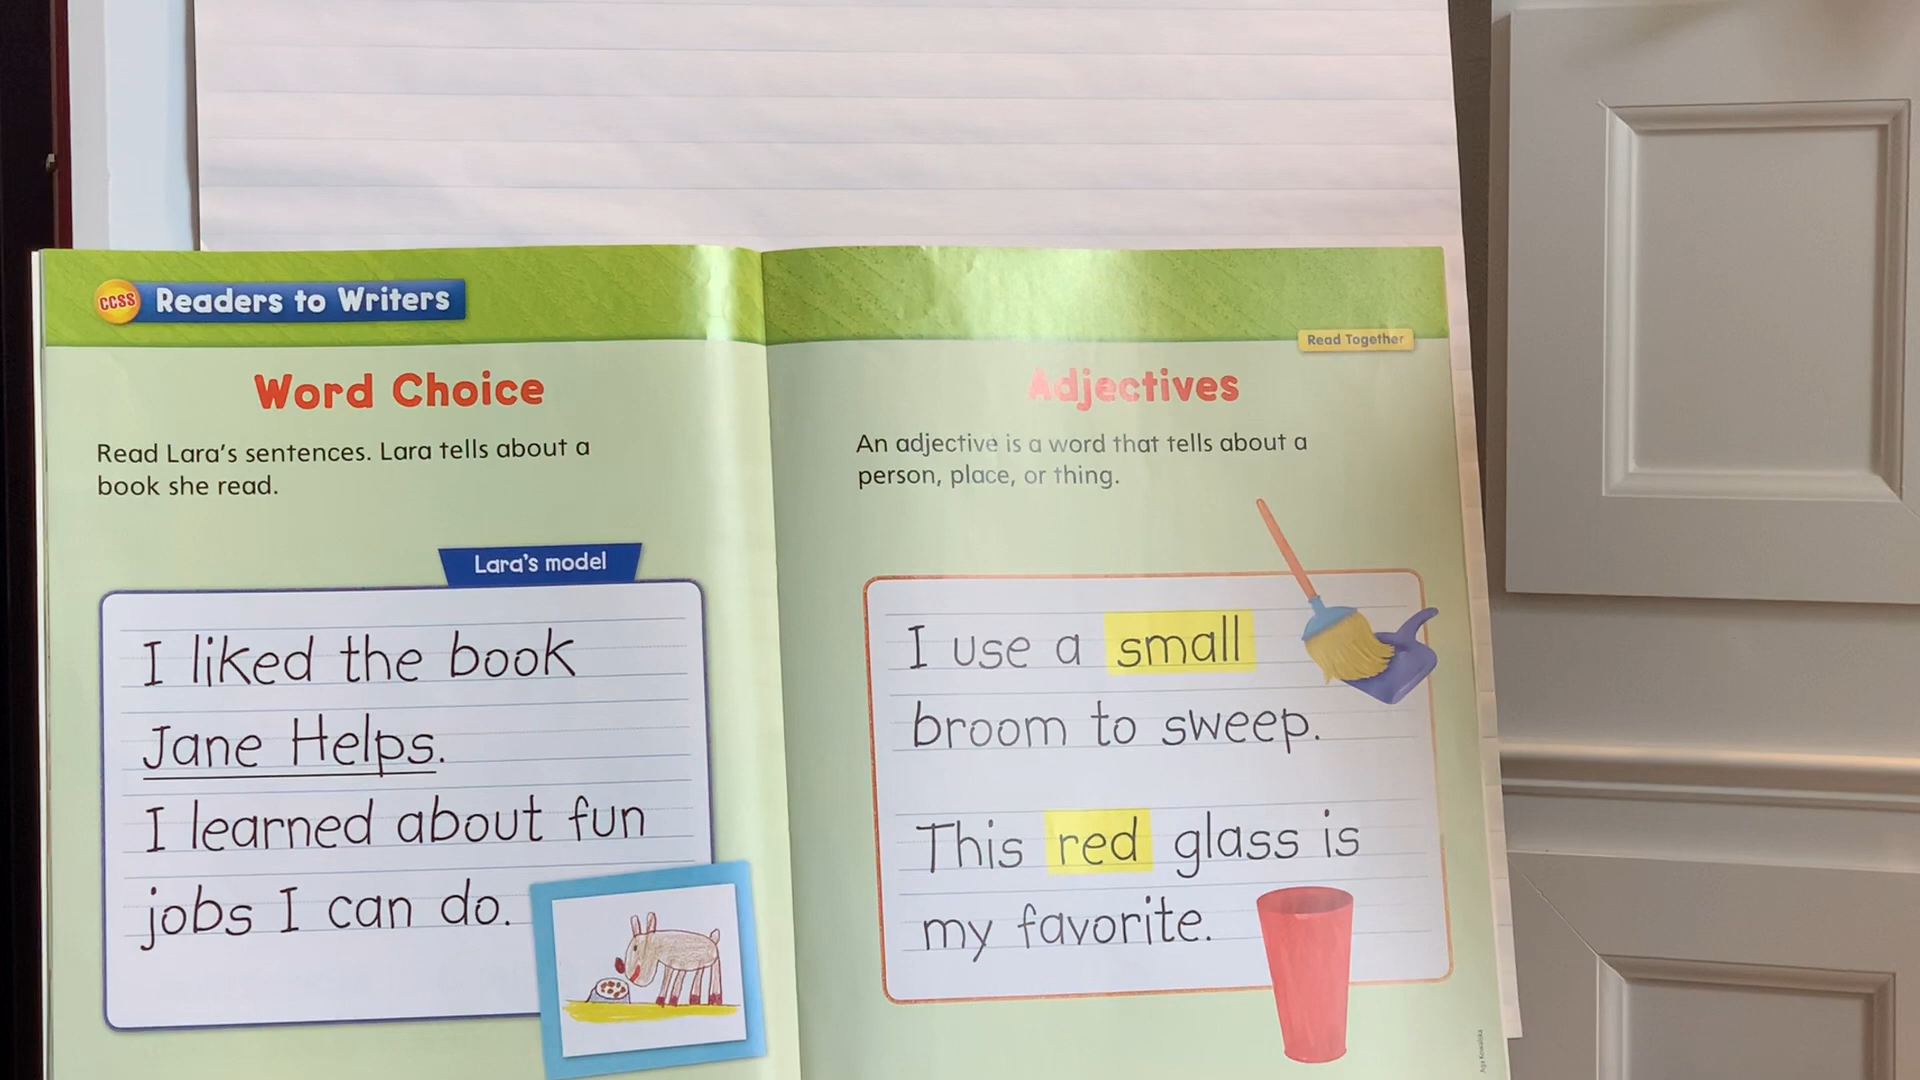 CCSS Readers to Writers
Word Choice
Read Lara's sentences. Lara tells about a
book she read.
Lara's model
I liked the book
Jane Helps.
I learned about fun
jobs I can do.
Read Together
Adjectives
An adjective is a word that tells about a
person, place, or thing.
I use a small
broom to sweep.
This red glass is
my favorite.
Aga Kowalska